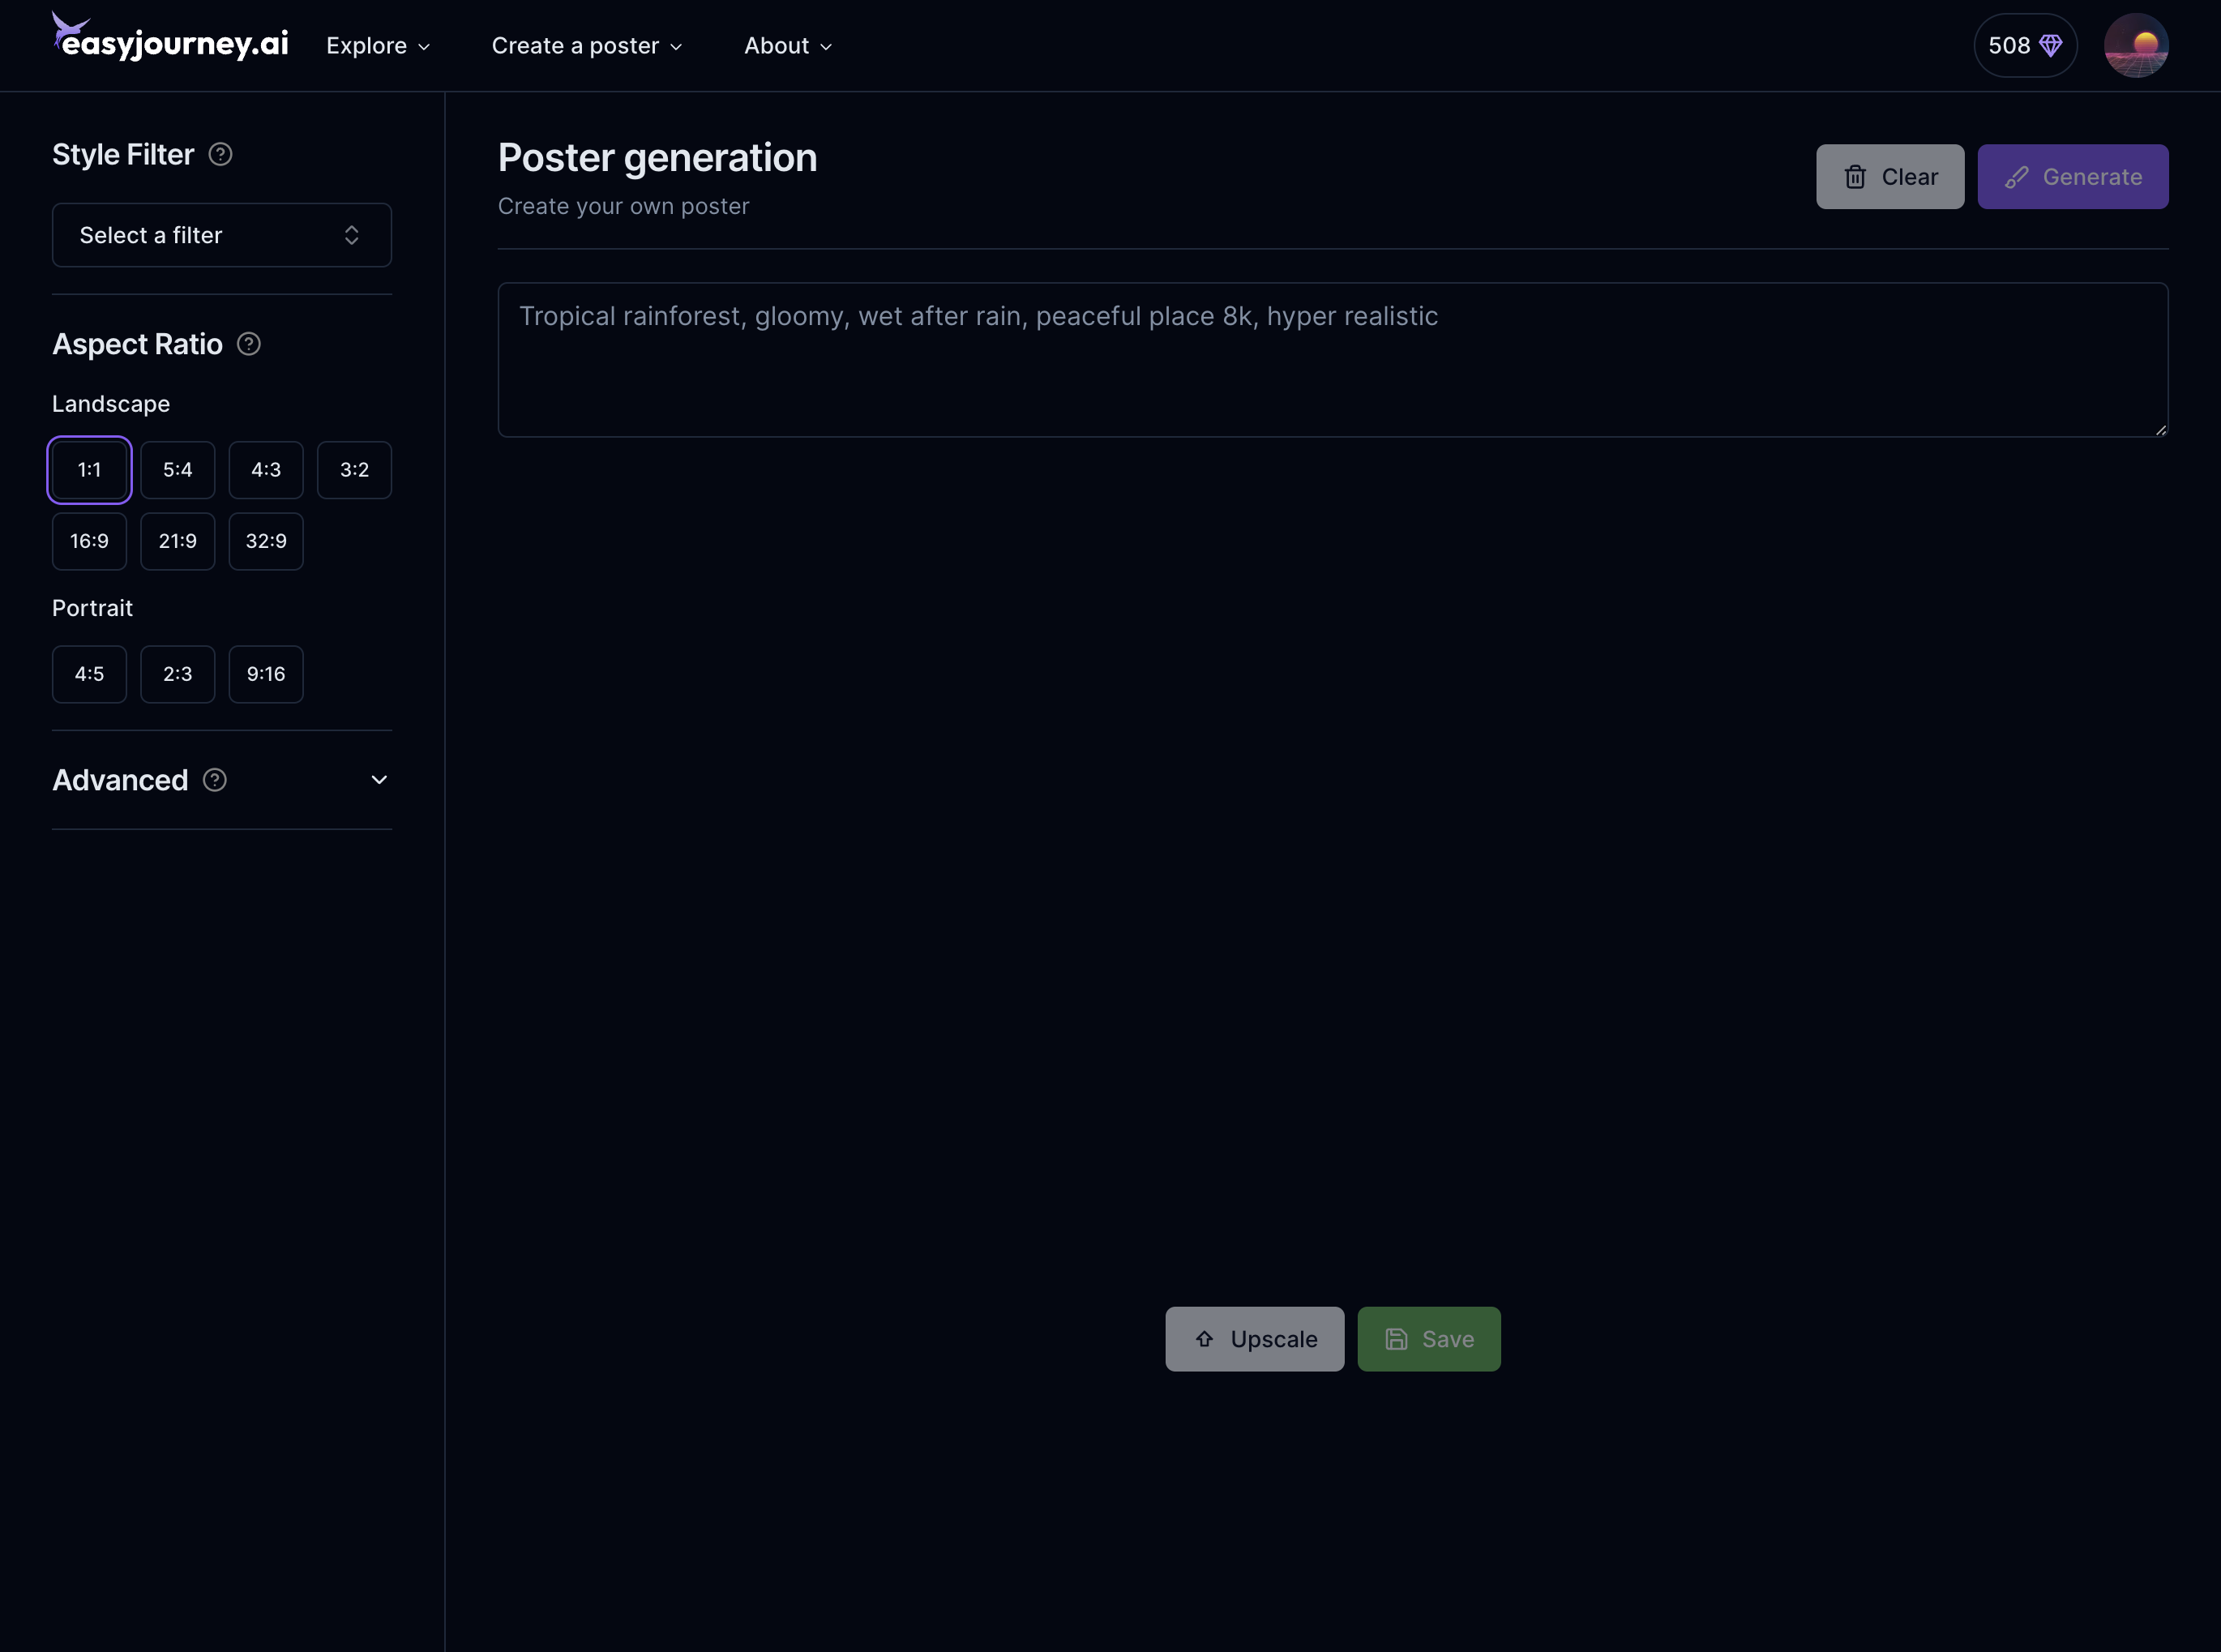 easyjourney.ai
Explore
Create a poster
About
508
Style Filter
Select a filter
Aspect Ratio
Landscape
1:1 5:4 4:3 3:2
16:9 21:9 32:9
Portrait
4:5 2:3 9:16
Advanced
Poster generation
Create your own poster
Clear
Generate
Tropical rainforest, gloomy, wet after rain, peaceful place 8k, hyper realistic
Upscale
Save